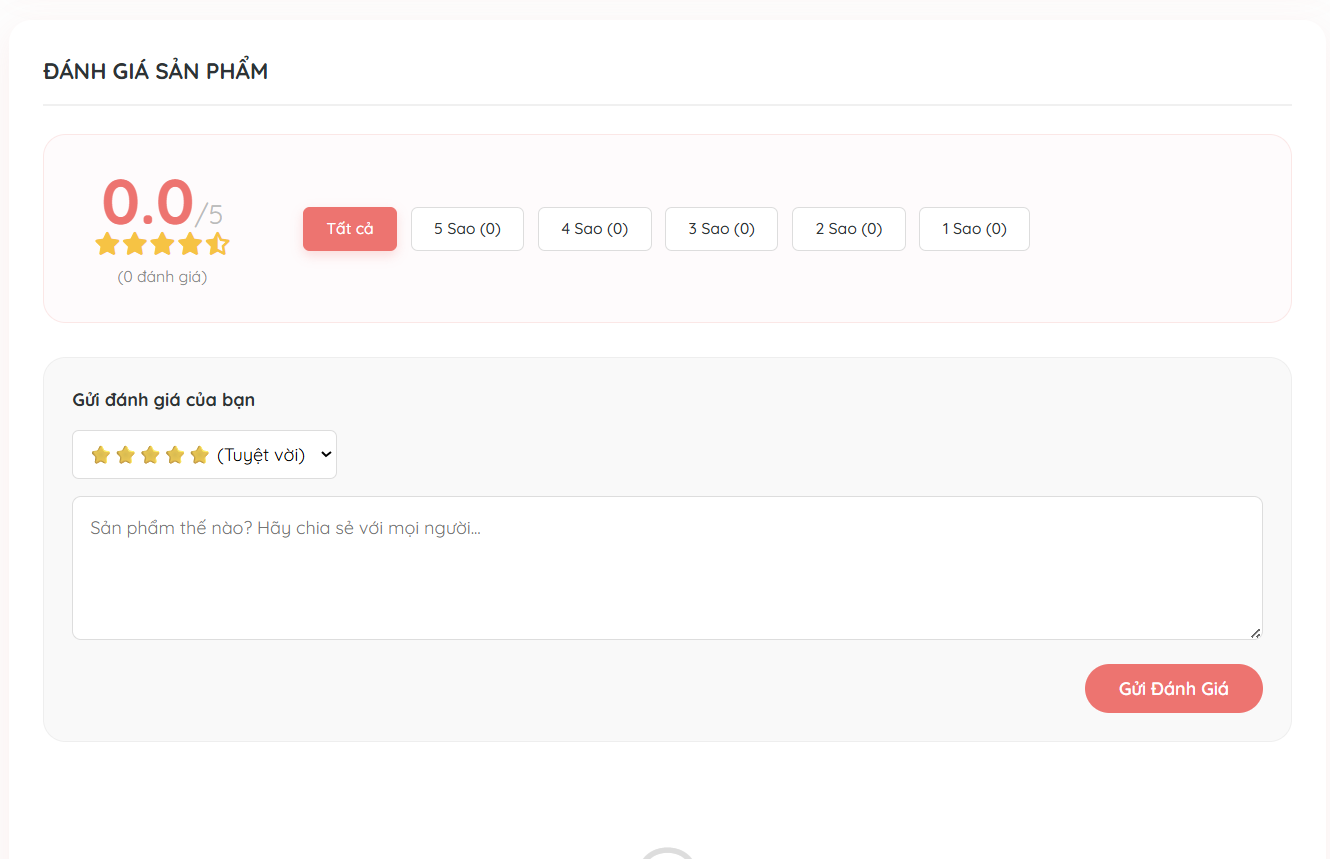 ĐÁNH GIÁ SẢN PHẨM
0.0/5
(0 đánh giá)
Tất cả
5 Sao (0)
4 Sao (0)
3 Sao (0)
2 Sao (0)
1 Sao (0)
Gửi đánh giá của bạn
(Tuyệt vời)
Sản phẩm thế nào? Hãy chia sẻ với mọi người...
Gửi Đánh Giá